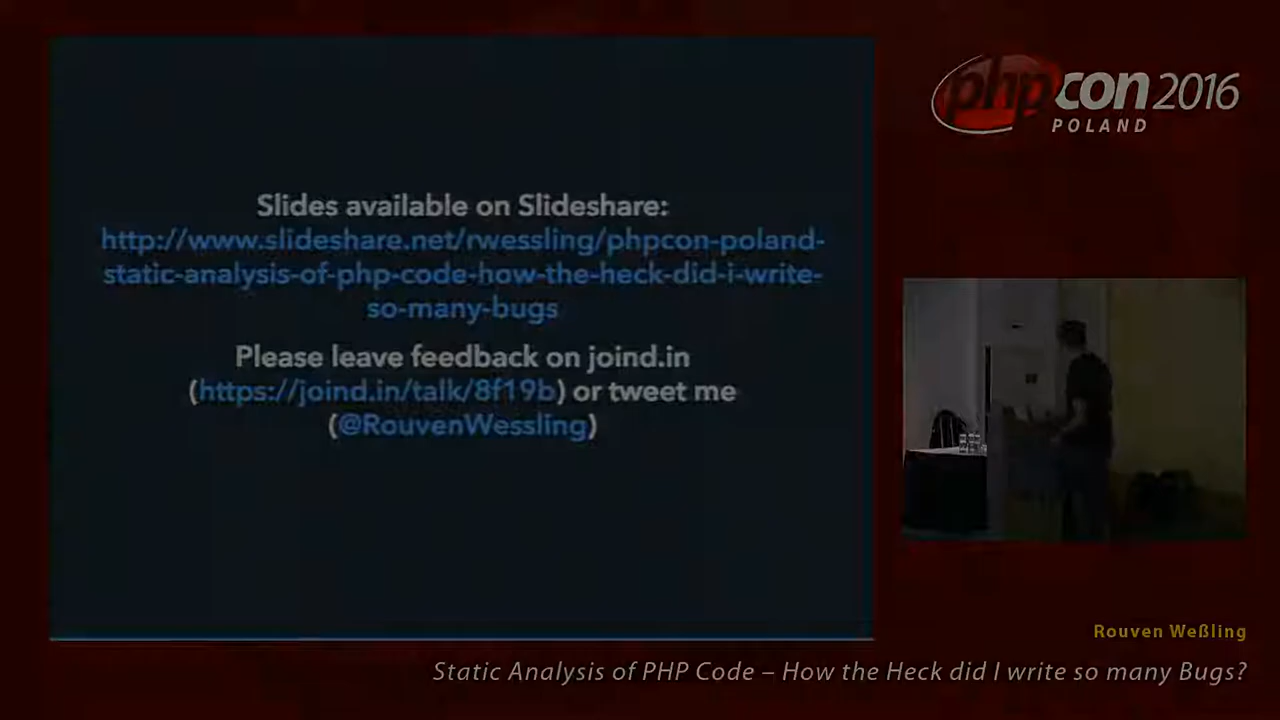 phpcon 2016
POLAND
Slides available on Slideshare:
http://www.slideshare.net/rwessling/phpcon-poland-
static-analysis-of-php-code-how-the-heck-did-i-write-
so-many-bugs
Please leave feedback on joind.in
(https://joind.in/talk/8f19b) or tweet me
(@RouvenWessling)
Rouven Weßling
Static Analysis of PHP Code – How the Heck did I write so many Bugs?